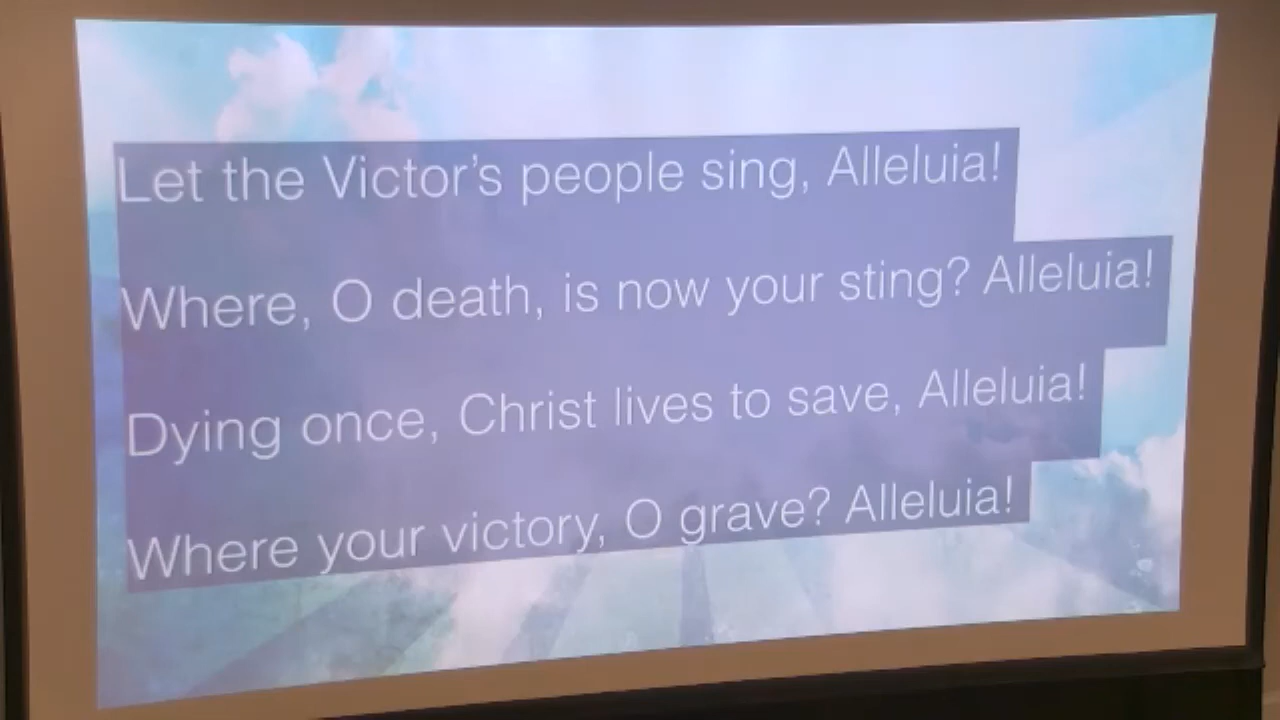 Let the Victor’s people sing, Alleluia!
Where, O death, is now your sting? Alleluia!
Dying once, Christ lives to save, Alleluia!
Where your victory, O grave? Alleluia!